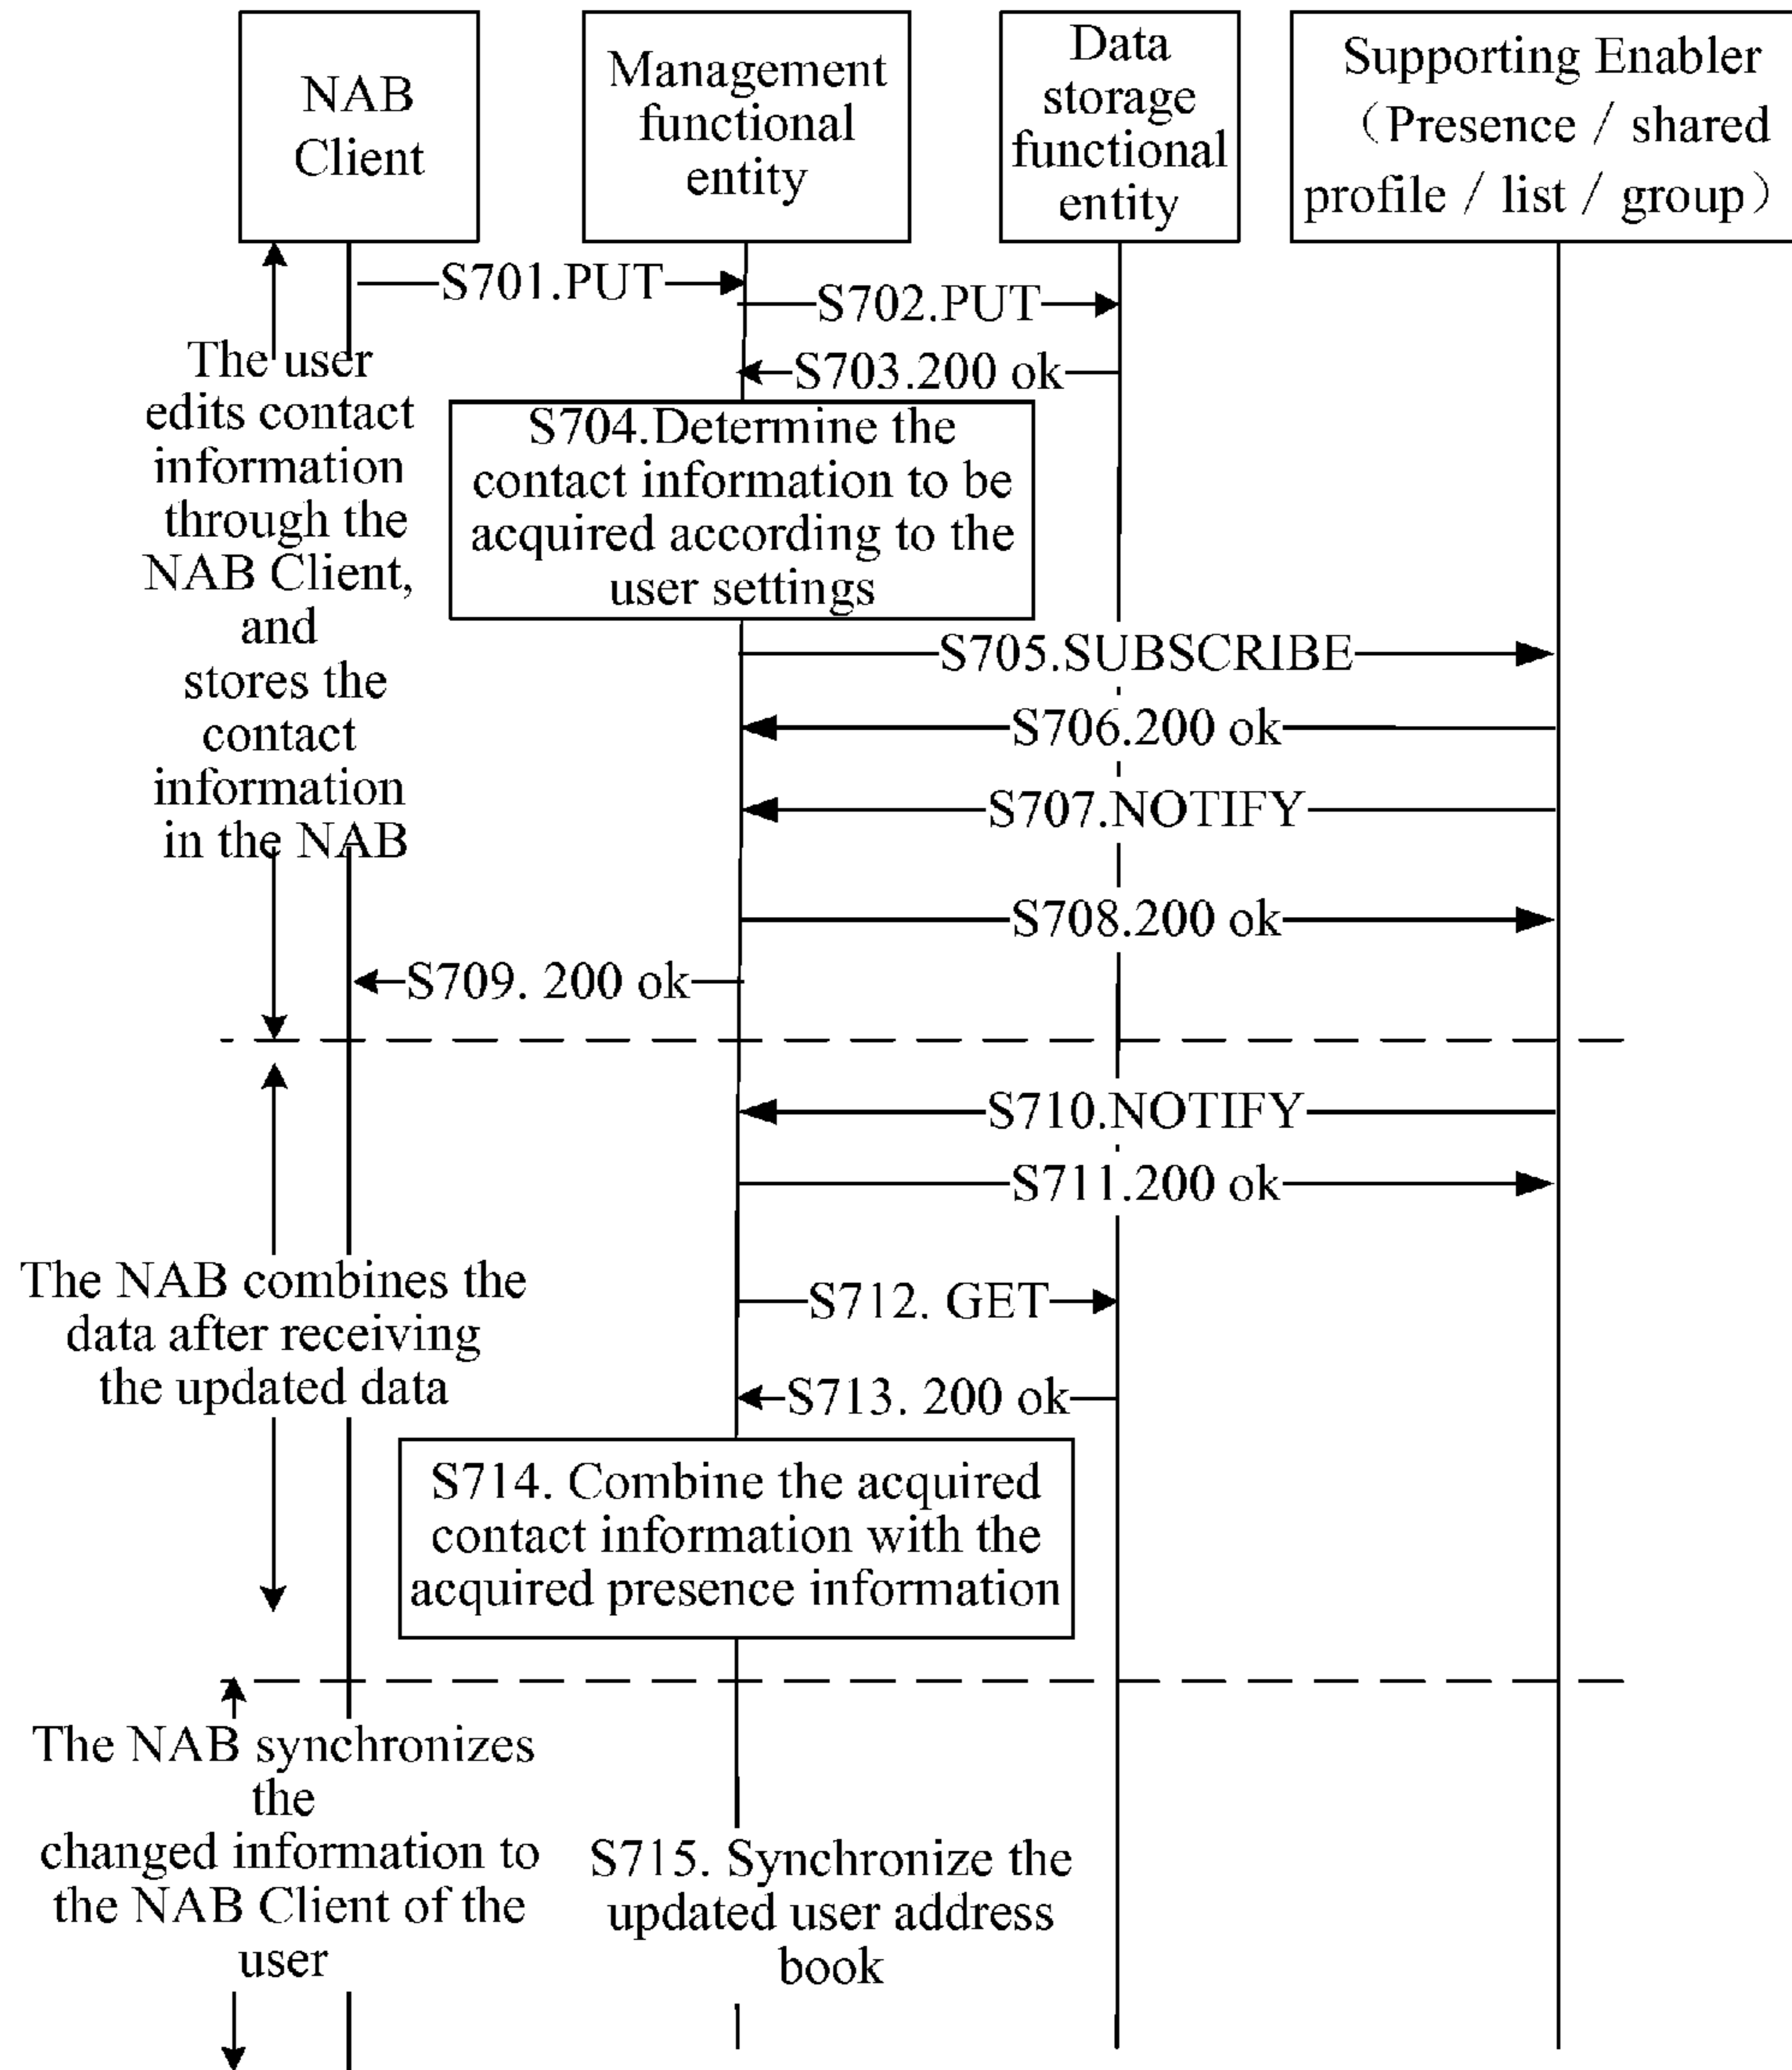 NAB
Client
Management
functional
entity
Data
storage
functional
entity
Supporting Enabler
（Presence / shared
profile / list / group）
S701.PUT
S702.PUT
S703.200 ok
The user
edits contact
information
through the
NAB Client,
and
stores the
contact
information
in the NAB
S704.Determine the
contact information to be
acquired according to the
user settings
S705.SUBSCRIBE
S706.200 ok
S707.NOTIFY
S708.200 ok
S709. 200 ok
S710.NOTIFY
S711.200 ok
The NAB combines the
data after receiving
the updated data
S712. GET
S713. 200 ok
S714. Combine the acquired
contact information with the
acquired presence information
The NAB synchronizes
the
changed information to
the NAB Client of the
user
S715. Synchronize the
updated user address
book